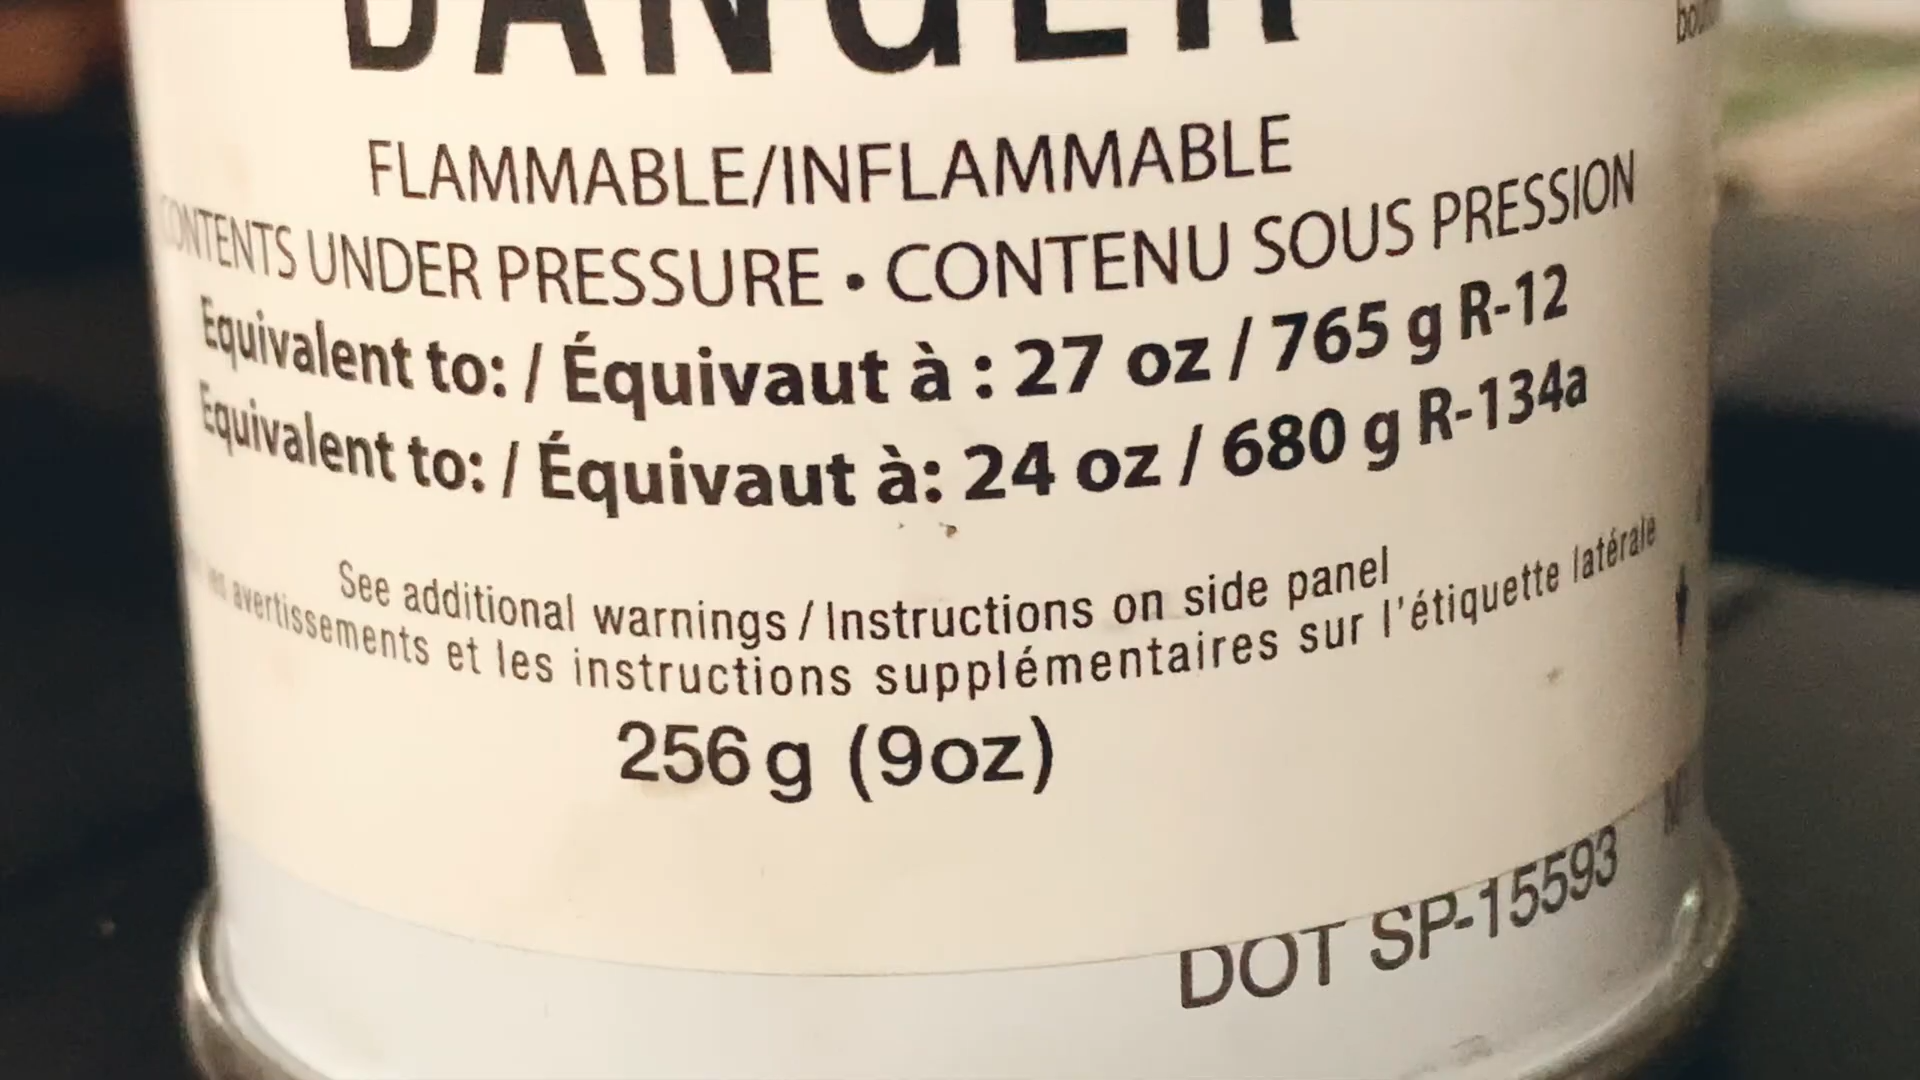 DANGER
FLAMMABLE/INFLAMMABLE
CONTENTS UNDER PRESSURE • CONTENU SOUS PRESSION
Equivalent to: / Équivaut à : 27 oz / 765 g R-12
Equivalent to: / Équivaut à: 24 oz / 680 g R-134a
See additional warnings / Instructions on side panel
avertissements et les instructions supplémentaires sur l'étiquette latérale
256 g (9oz)
DOT SP-15593